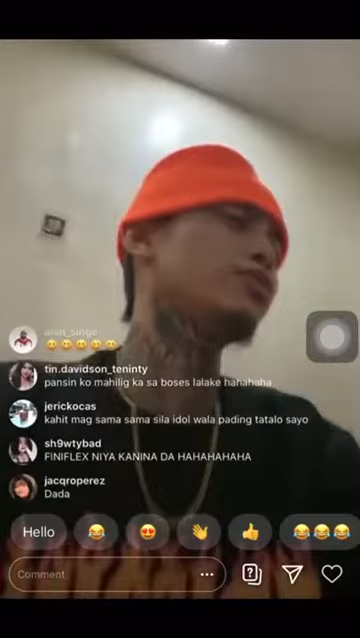 alun_singe
😊😊😊😊😊
tin.davidson_teninty
pansin ko mahilig ka sa boses lalake hahahaha
jerickocas
kahit mag sama sama sila idol wala pading tatalo sayo
sh9wtybad
FINIFLEX NIYA KANINA DA HAHAHAHAHA
jacqroperez
Dada
Hello 😂 😍 👋 👍 😂😂😂
Comment